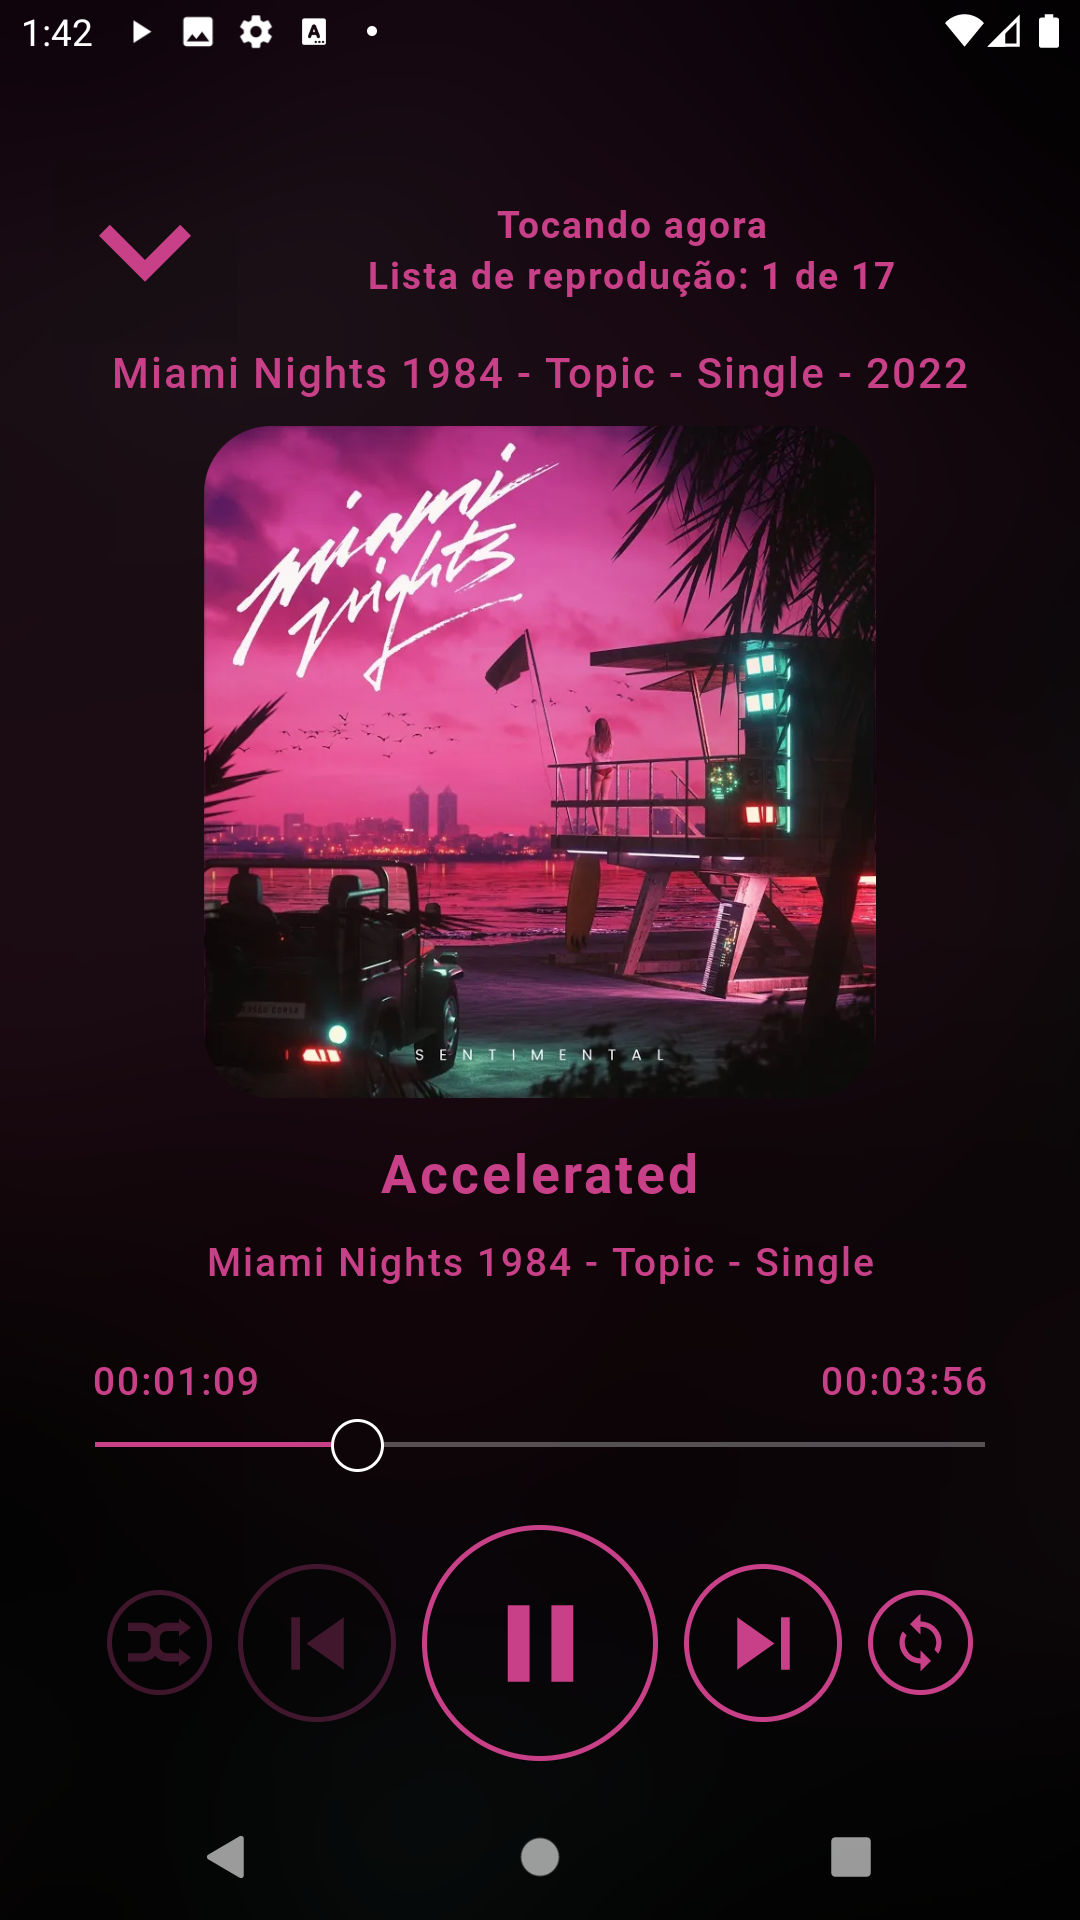 1:42
Tocando agora
Lista de reprodução: 1 de 17
Miami Nights 1984 - Topic - Single - 2022
miami
nights
SENTIMENTAL
Accelerated
Miami Nights 1984 - Topic - Single
00:01:09
00:03:56